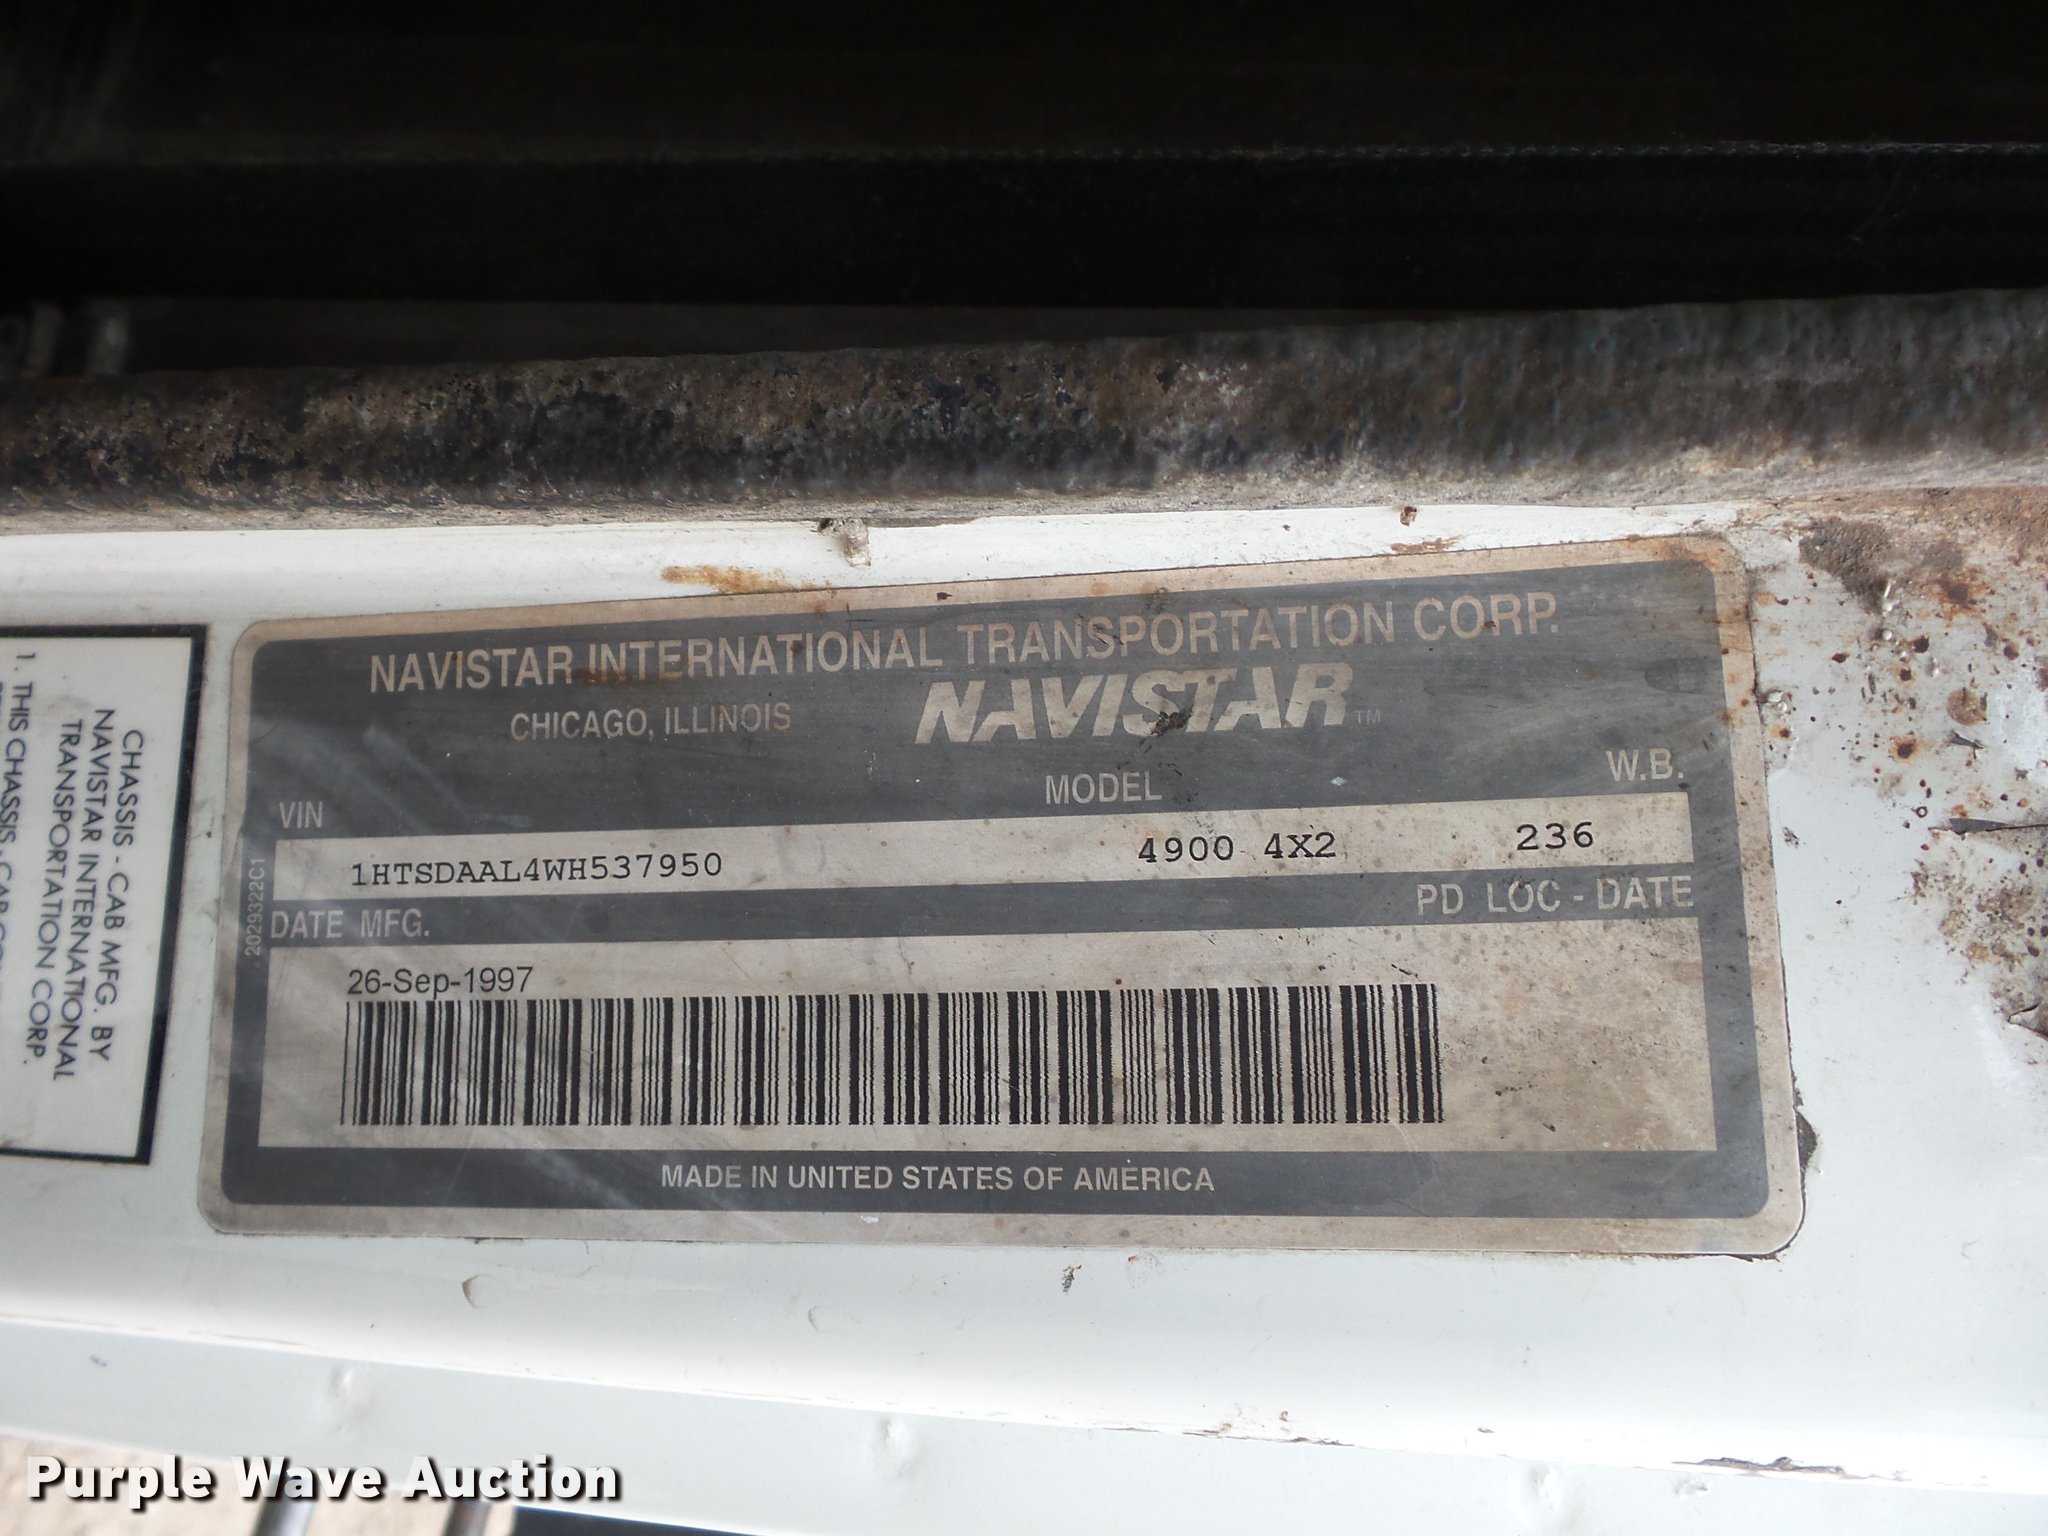 NAVISTAR INTERNATIONAL TRANSPORTATION CORP.
CHICAGO, ILLINOIS NAVISTAR™
VIN MODEL W.B.
1HTSDAAL4WH537950 4900 4X2 236
DATE MFG. PD LOC - DATE
26-Sep-1997
MADE IN UNITED STATES OF AMERICA
2029322C1
CHASSIS - CAB MFG. BY
NAVISTAR INTERNATIONAL
TRANSPORTATION CORP.
1. THIS CHASSIS-CAB
Purple Wave Auction